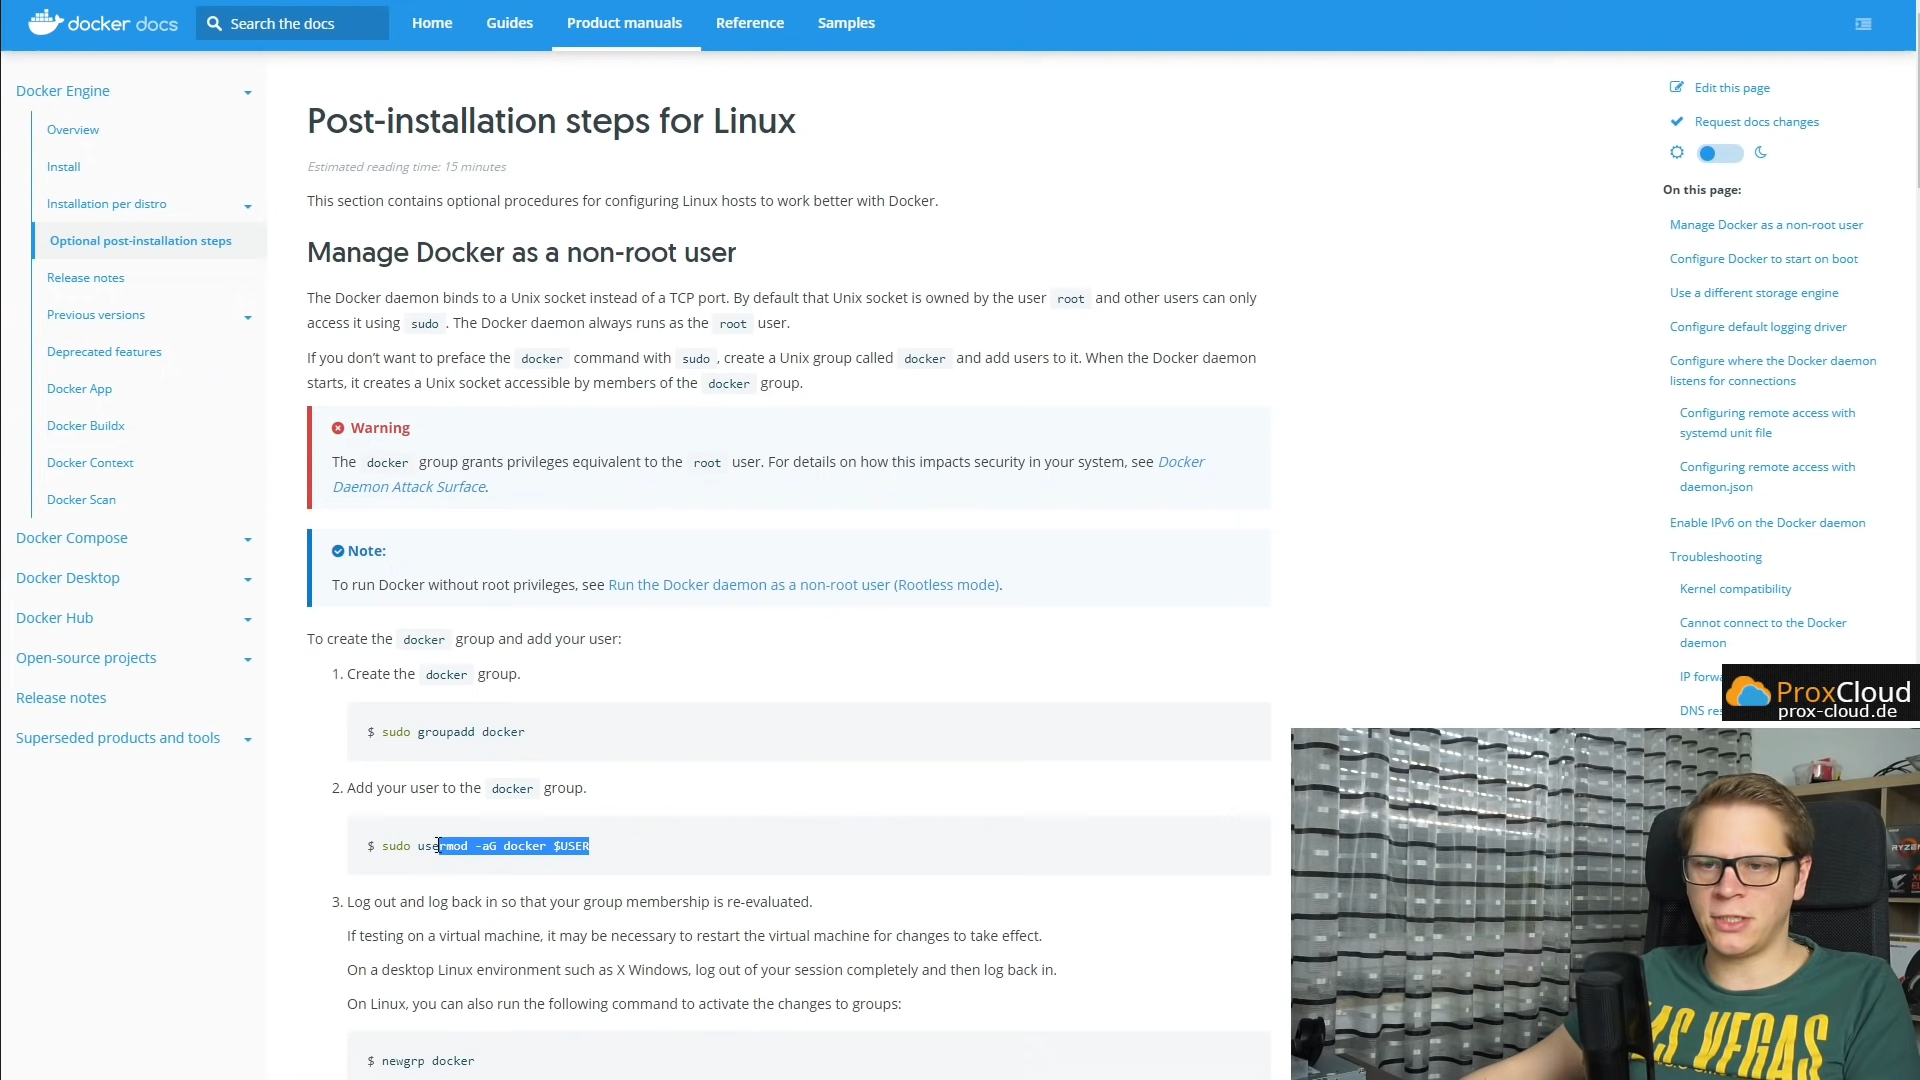 docker docs
Search the docs
Home
Guides
Product manuals
Reference
Samples
Docker Engine
Overview
Install
Installation per distro
Optional post-installation steps
Release notes
Previous versions
Deprecated features
Docker App
Docker Buildx
Docker Context
Docker Scan
Docker Compose
Docker Desktop
Docker Hub
Open-source projects
Release notes
Superseded products and tools
Post-installation steps for Linux
Estimated reading time: 15 minutes
This section contains optional procedures for configuring Linux hosts to work better with Docker.
Manage Docker as a non-root user
The Docker daemon binds to a Unix socket instead of a TCP port. By default that Unix socket is owned by the user root and other users can only
access it using sudo. The Docker daemon always runs as the root user.
If you don’t want to preface the docker command with sudo, create a Unix group called docker and add users to it. When the Docker daemon
starts, it creates a Unix socket accessible by members of the docker group.
Warning
The docker group grants privileges equivalent to the root user. For details on how this impacts security in your system, see Docker
Daemon Attack Surface.
Note:
To run Docker without root privileges, see Run the Docker daemon as a non-root user (Rootless mode).
To create the docker group and add your user:
1. Create the docker group.
$ sudo groupadd docker
2. Add your user to the docker group.
$ sudo usermod -aG docker $USER
3. Log out and log back in so that your group membership is re-evaluated.
If testing on a virtual machine, it may be necessary to restart the virtual machine for changes to take effect.
On a desktop Linux environment such as X Windows, log out of your session completely and then log back in.
On Linux, you can also run the following command to activate the changes to groups:
$ newgrp docker
Edit this page
Request docs changes
On this page:
Manage Docker as a non-root user
Configure Docker to start on boot
Use a different storage engine
Configure default logging driver
Configure where the Docker daemon
listens for connections
Configuring remote access with
systemd unit file
Configuring remote access with
daemon.json
Enable IPv6 on the Docker daemon
Troubleshooting
Kernel compatibility
Cannot connect to the Docker
daemon
IP forwa
DNS res
ProxCloud
prox-cloud.de
RYZE
AS VEGAS